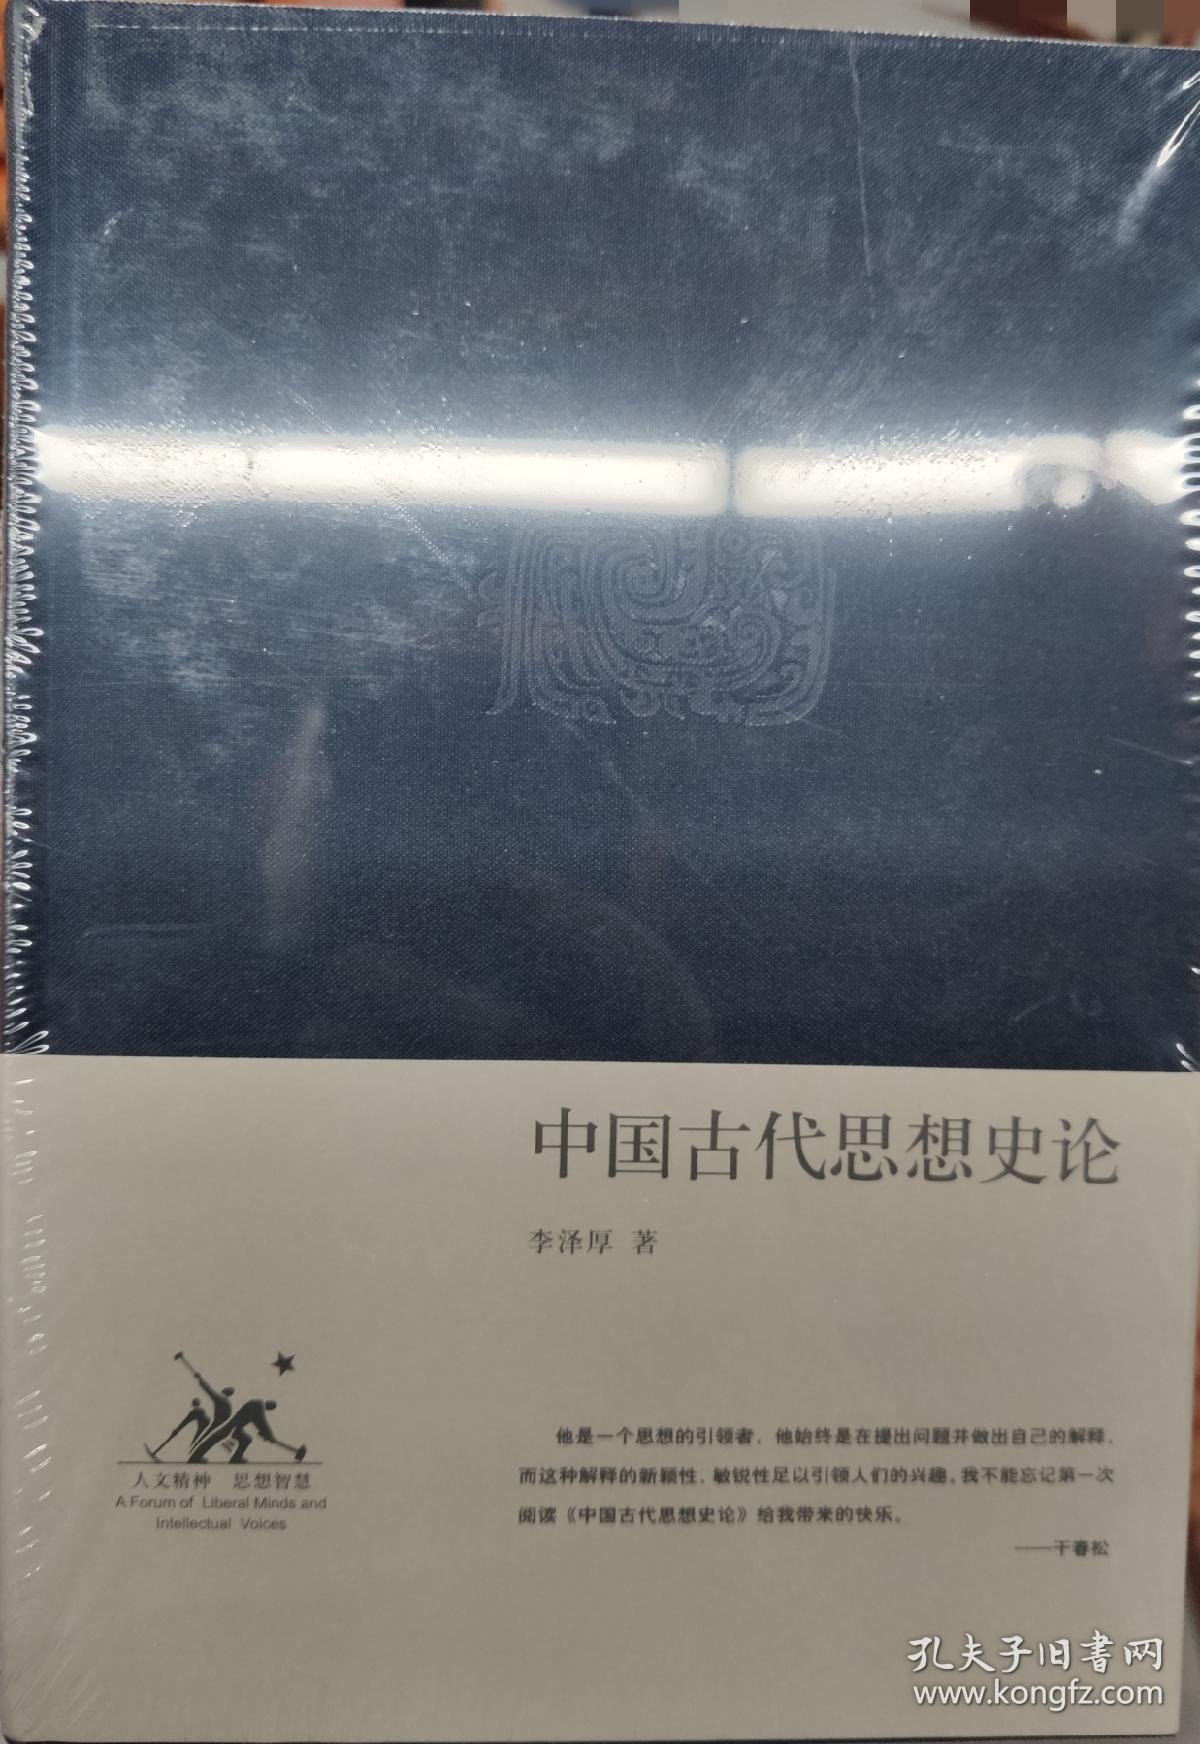 中国古代思想史论
李泽厚 著
人文精神 思想智慧
A Forum of Liberal Minds and
Intellectual Voices
他是一个思想的引领者，他始终是在提出问题并做出自己的解释，
而这种解释的新颖性、敏锐性足以引领人们的兴趣。我不能忘记第一次
阅读《中国古代思想史论》给我带来的快乐。
——干春松
孔夫子旧书网
www.kongfz.com